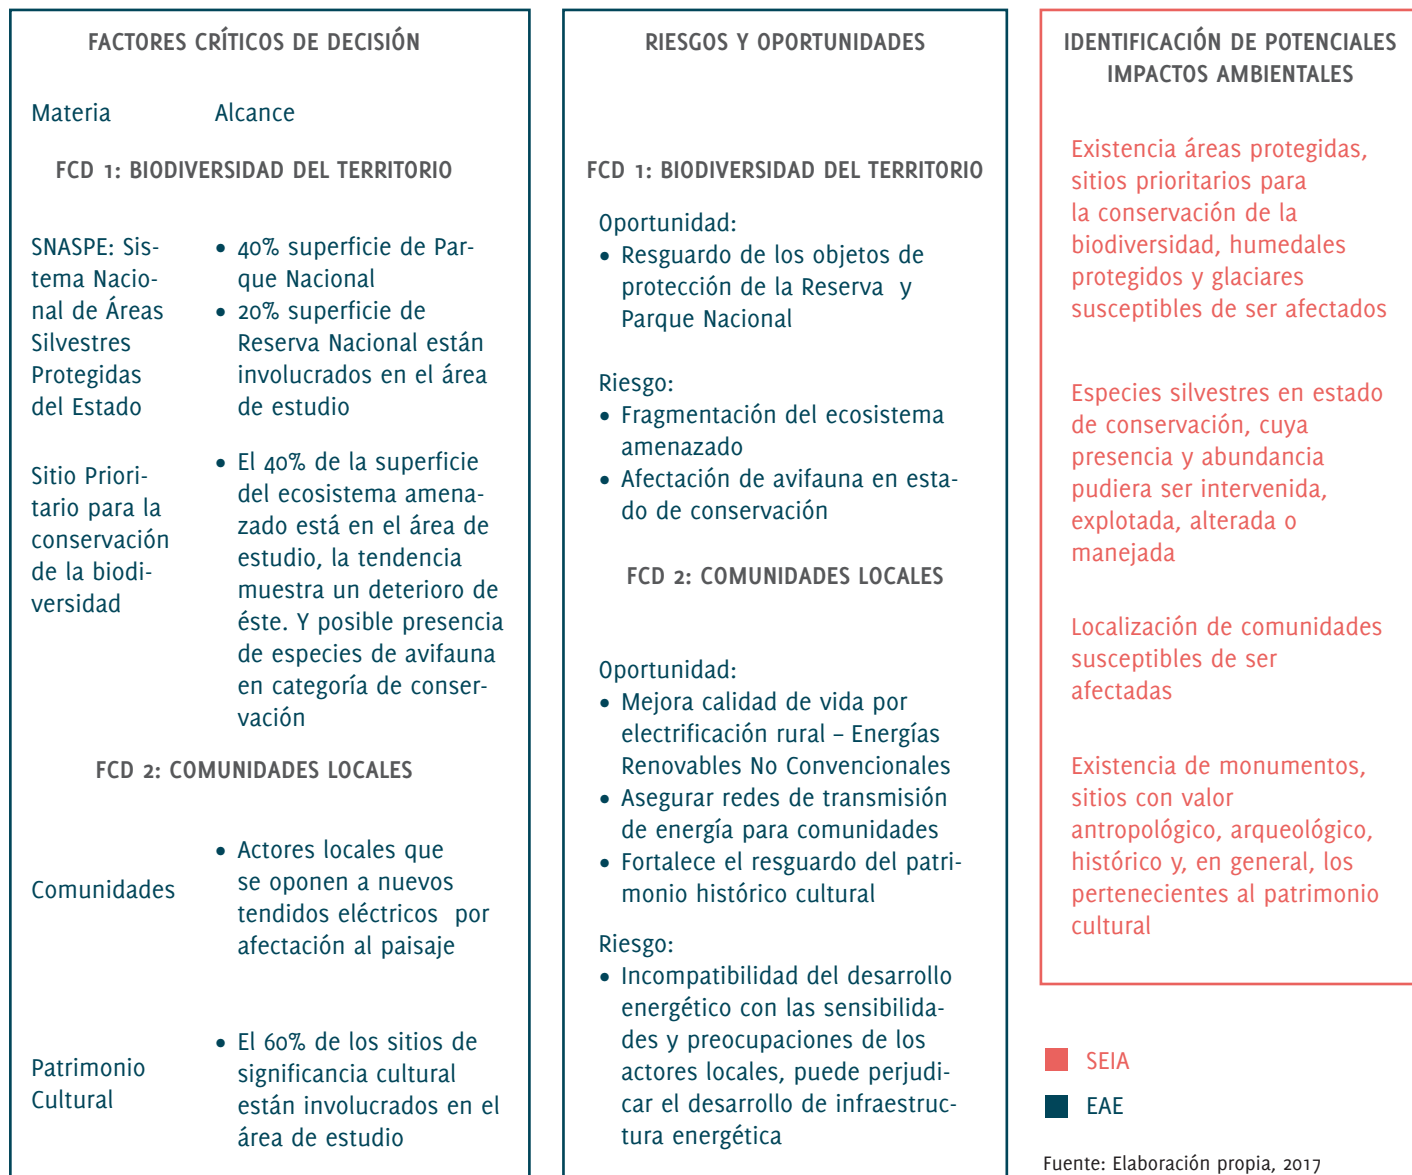 FACTORES CRÍTICOS DE DECISIÓN
Materia Alcance
FCD 1: BIODIVERSIDAD DEL TERRITORIO
SNASPE: Sis-
tema Nacio-
nal de Áreas
Silvestres
Protegidas
del Estado
• 40% superficie de Par-
que Nacional
• 20% superficie de
Reserva Nacional están
involucrados en el área
de estudio
Sitio Priori-
tario para la
conservación
de la biodi-
versidad
• El 40% de la superficie
del ecosistema amena-
zado está en el área de
estudio, la tendencia
muestra un deterioro de
éste. Y posible presencia
de especies de avifauna
en categoría de conser-
vación
FCD 2: COMUNIDADES LOCALES
Comunidades
• Actores locales que
se oponen a nuevos
tendidos eléctricos por
afectación al paisaje
Patrimonio
Cultural
• El 60% de los sitios de
significancia cultural
están involucrados en el
área de estudio
RIESGOS Y OPORTUNIDADES
FCD 1: BIODIVERSIDAD DEL TERRITORIO
Oportunidad:
• Resguardo de los objetos de
protección de la Reserva y
Parque Nacional
Riesgo:
• Fragmentación del ecosistema
amenazado
• Afectación de avifauna en esta-
do de conservación
FCD 2: COMUNIDADES LOCALES
Oportunidad:
• Mejora calidad de vida por
electrificación rural – Energías
Renovables No Convencionales
• Asegurar redes de transmisión
de energía para comunidades
• Fortalece el resguardo del patri-
monio histórico cultural
Riesgo:
• Incompatibilidad del desarrollo
energético con las sensibilida-
des y preocupaciones de los
actores locales, puede perjudi-
car el desarrollo de infraestruc-
tura energética
IDENTIFICACIÓN DE POTENCIALES
IMPACTOS AMBIENTALES
Existencia áreas protegidas,
sitios prioritarios para
la conservación de la
biodiversidad, humedales
protegidos y glaciares
susceptibles de ser afectados
Especies silvestres en estado
de conservación, cuya
presencia y abundancia
pudiera ser intervenida,
explotada, alterada o
manejada
Localización de comunidades
susceptibles de ser
afectadas
Existencia de monumentos,
sitios con valor
antropológico, arqueológico,
histórico y, en general, los
pertenecientes al patrimonio
cultural
SEIA
EAE
Fuente: Elaboración propia, 2017